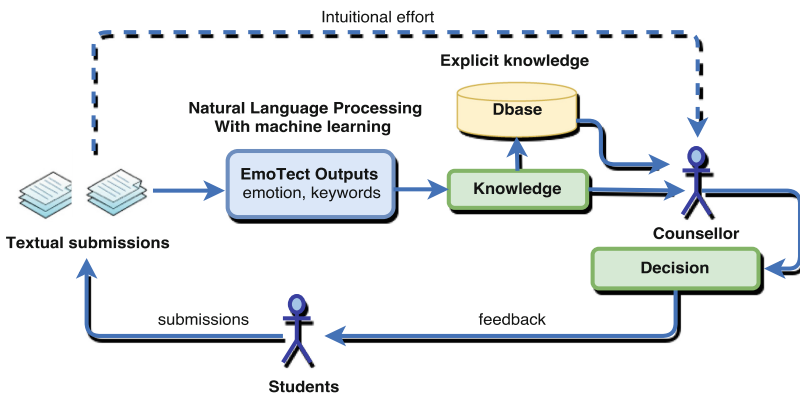 Intuitional effort
Explicit knowledge
Dbase
Natural Language Processing
With machine learning
EmoTect Outputs
emotion, keywords
Knowledge
Textual submissions
Counsellor
Decision
submissions
feedback
Students